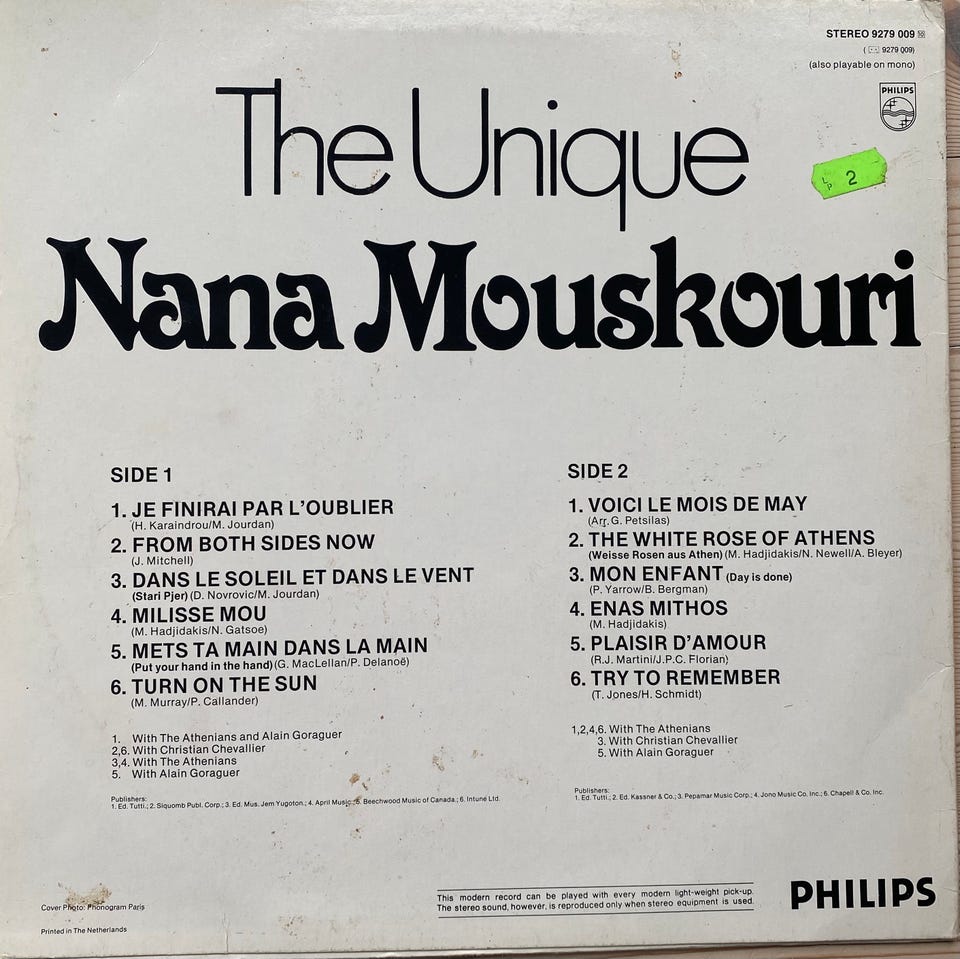 STEREO 9279 009
( 9279 009)
(also playable on mono)
PHILIPS
The Unique
LP 2
Nana Mouskouri
SIDE 1
1. JE FINIRAI PAR L'OUBLIER
(H. Karaindrou/M. Jourdan)
2. FROM BOTH SIDES NOW
(J. Mitchell)
3. DANS LE SOLEIL ET DANS LE VENT
(Stari Pjer) (D. Novrovic/M. Jourdan)
4. MILISSE MOU
(M. Hadjidakis/N. Gatsoe)
5. METS TA MAIN DANS LA MAIN
(Put your hand in the hand) (G. MacLellan/P. Delanoë)
6. TURN ON THE SUN
(M. Murray/P. Callander)
1. With The Athenians and Alain Goraguer
2,6. With Christian Chevallier
3,4. With The Athenians
5. With Alain Goraguer
Publishers:
1. Ed. Tutti.; 2. Siquomb Publ. Corp.; 3. Ed. Mus. Jem Yugoton.; 4. April Music.; 5. Beechwood Music of Canada.; 6. Intune Ltd.
SIDE 2
1. VOICI LE MOIS DE MAY
(Arr. G. Petsilas)
2. THE WHITE ROSE OF ATHENS
(Weisse Rosen aus Athen) (M. Hadjidakis/N. Newell/A. Bleyer)
3. MON ENFANT (Day is done)
(P. Yarrow/B. Bergman)
4. ENAS MITHOS
(M. Hadjidakis)
5. PLAISIR D'AMOUR
(R.J. Martini/J.P.C. Florian)
6. TRY TO REMEMBER
(T. Jones/H. Schmidt)
1,2,4,6. With The Athenians
3. With Christian Chevallier
5. With Alain Goraguer
Publishers:
1. Ed. Tutti.; 2. Ed. Kassner & Co.; 3. Pepamar Music Corp.; 4. Jono Music Co. Inc.; 6. Chapell & Co. Inc.
Cover Photo: Phonogram Paris
Printed in The Netherlands
This modern record can be played with every modern light-weight pick-up.
The stereo sound, however, is reproduced only when stereo equipment is used.
PHILIPS